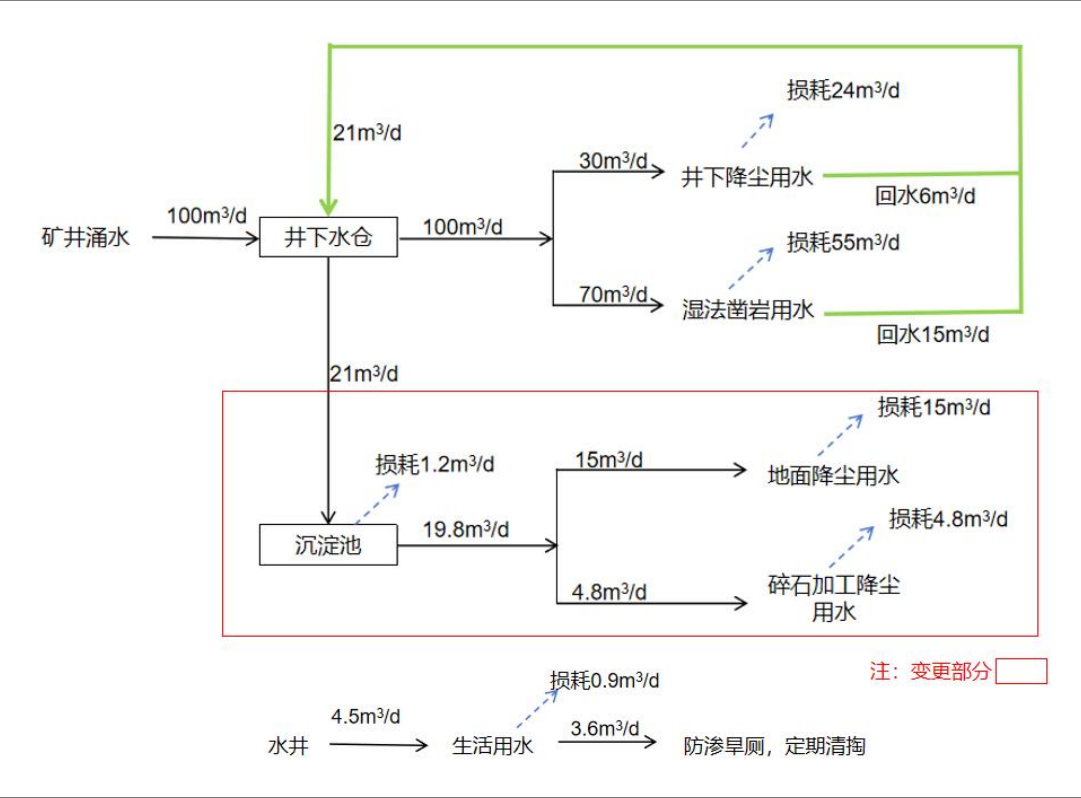 损耗24m³/d
21m³/d
30m³/d
井下降尘用水
回水6m³/d
100m³/d
矿井涌水
井下水仓
100m³/d
损耗55m³/d
70m³/d
湿法凿岩用水
回水15m³/d
21m³/d
损耗15m³/d
损耗1.2m³/d
15m³/d
地面降尘用水
损耗4.8m³/d
19.8m³/d
沉淀池
4.8m³/d
碎石加工降尘
用水
注：变更部分
损耗0.9m³/d
4.5m³/d
3.6m³/d
水井
生活用水
防渗旱厕，定期清掏